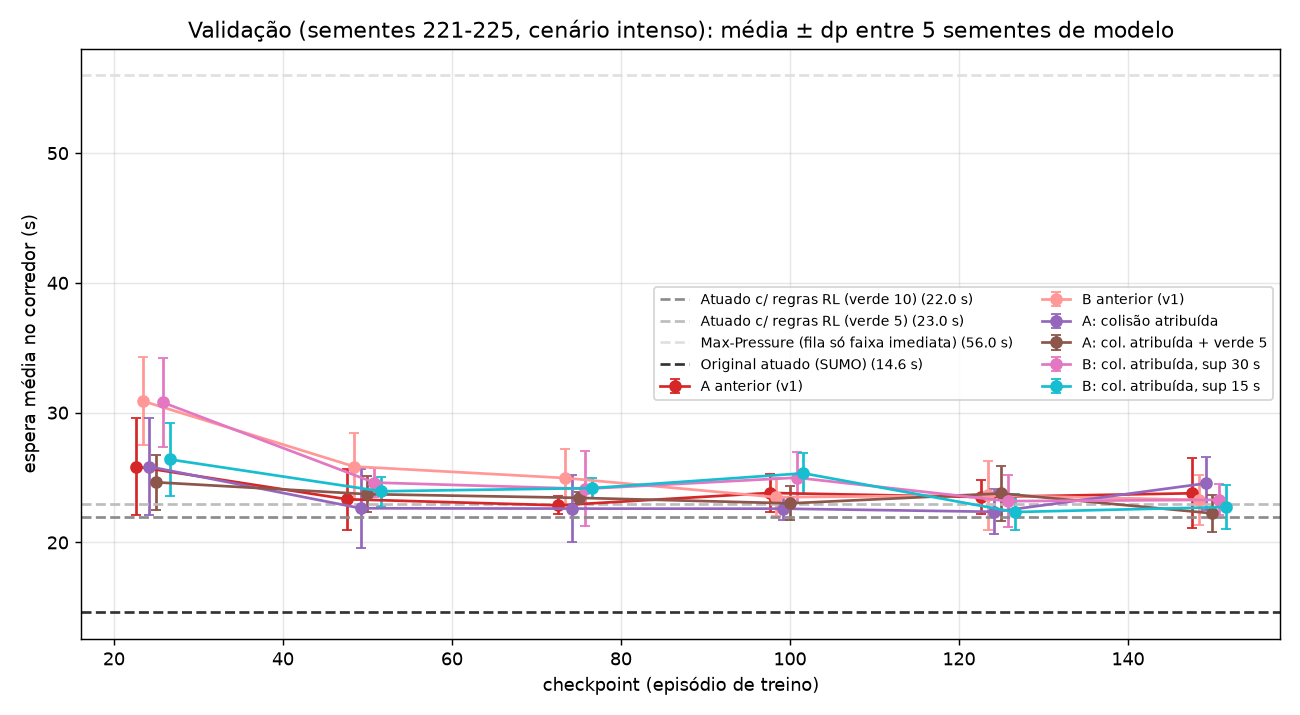 Validação (sementes 221-225, cenário intenso): média ± dp entre 5 sementes de modelo
espera média no corredor (s)
50
40
30
20
Atuado c/ regras RL (verde 10) (22.0 s)
Atuado c/ regras RL (verde 5) (23.0 s)
Max-Pressure (fila só faixa imediata) (56.0 s)
Original atuado (SUMO) (14.6 s)
A anterior (v1)
B anterior (v1)
A: colisão atribuída
A: col. atribuída + verde 5
B: col. atribuída, sup 30 s
B: col. atribuída, sup 15 s
20
40
60
80
100
120
140
checkpoint (episódio de treino)